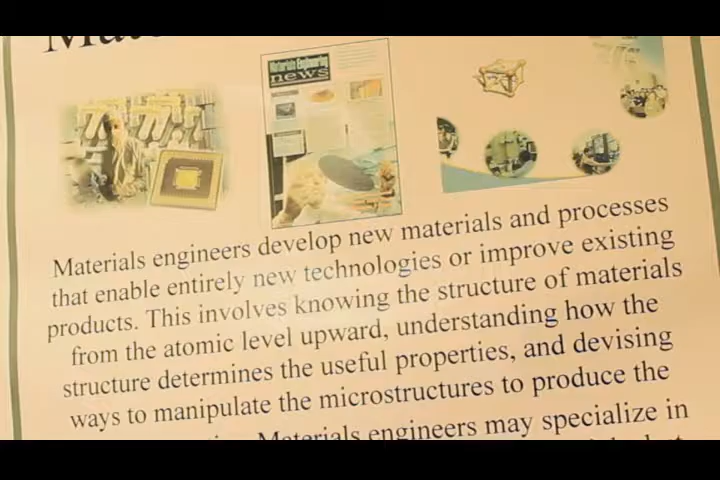 Materials Engineering
news
Materials engineers develop new materials and processes
that enable entirely new technologies or improve existing
products. This involves knowing the structure of materials
from the atomic level upward, understanding how the
structure determines the useful properties, and devising
ways to manipulate the microstructures to produce the
Materials engineers may specialize in